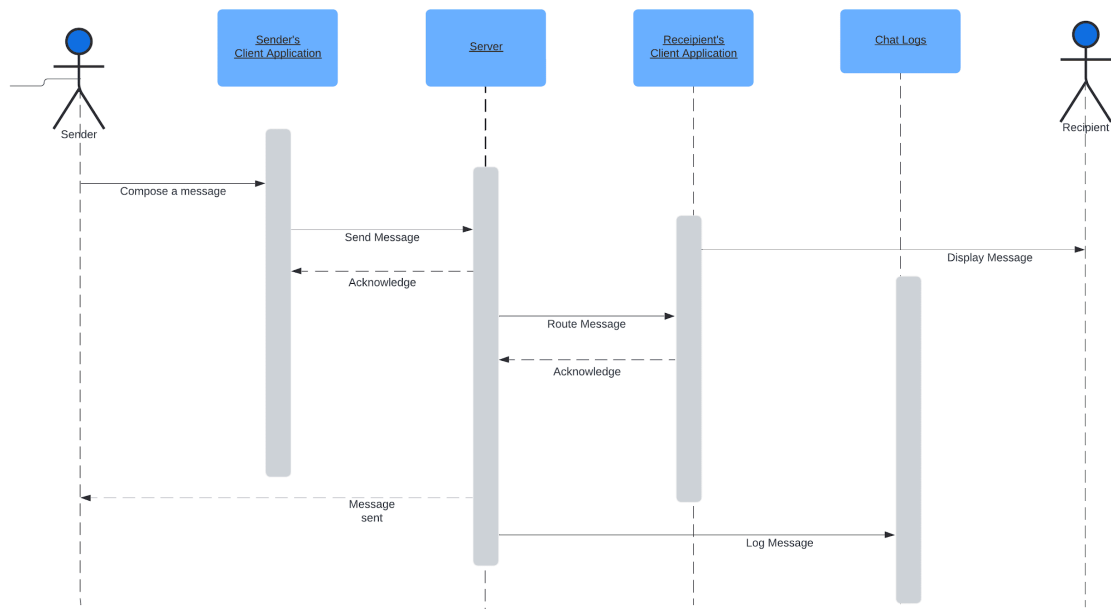 Sender's
Client Application
Server
Receipient's
Client Application
Chat Logs
Sender
Recipient
Compose a message
Send Message
Display Message
Acknowledge
Route Message
Acknowledge
Message
sent
Log Message